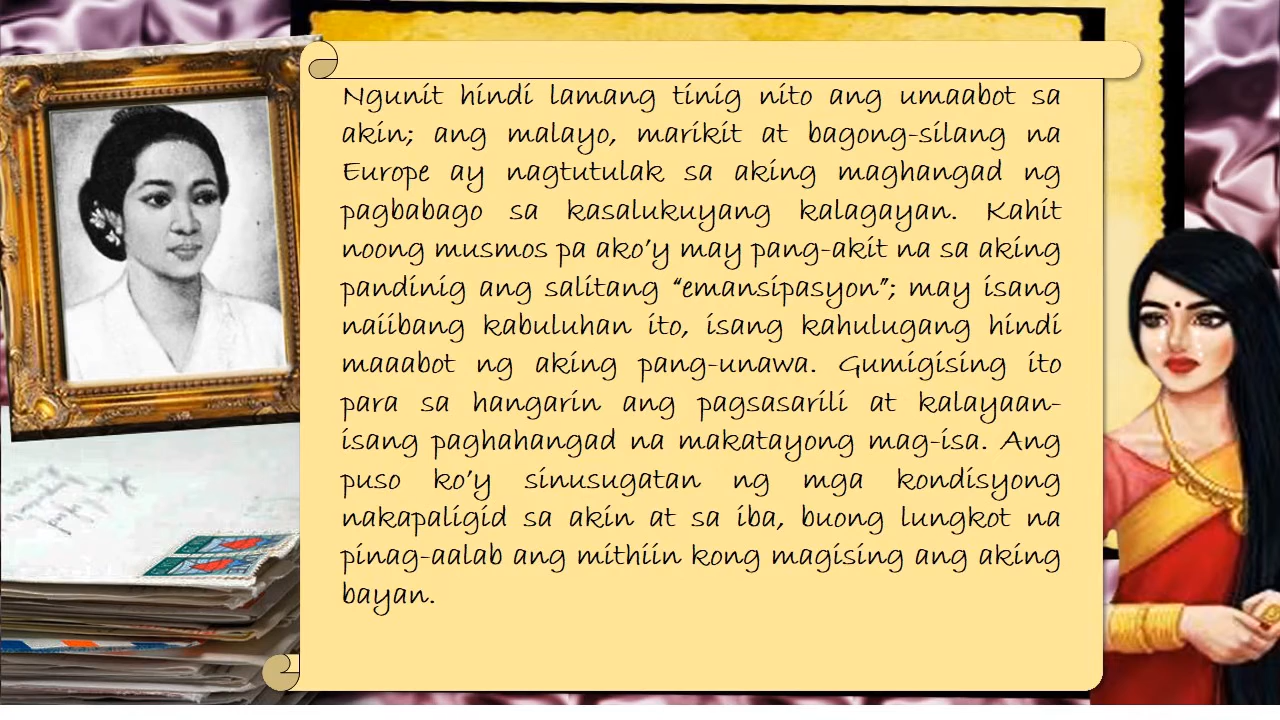 Ngunit hindi lamang tinig nito ang umaabot sa
akin; ang malayo, marikit at bagong-silang na
Europe ay nagtutulak sa aking maghangad ng
pagbabago sa kasalukuyang kalagayan. Kahit
noong musmos pa ako’y may pang-akit na sa aking
pandinig ang salitang “emansipasyon”; may isang
naiibang kabuluhan ito, isang kahulugang hindi
maaabot ng aking pang-unawa. Gumigising ito
para sa hangarin ang pagsasarili at kalayaan-
isang paghahangad na makatayong mag-isa. Ang
puso ko’y sinusugatan ng mga kondisyong
nakapaligid sa akin at sa iba, buong lungkot na
pinag-aalab ang mithiin kong magising ang aking
bayan.